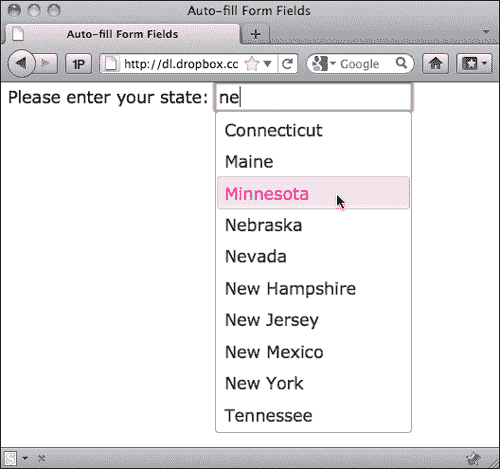 Auto-fill Form Fields
Auto-fill Form Fields
1P http://dl.dropbox.cc Google
Please enter your state: ne
Connecticut
Maine
Minnesota
Nebraska
Nevada
New Hampshire
New Jersey
New Mexico
New York
Tennessee